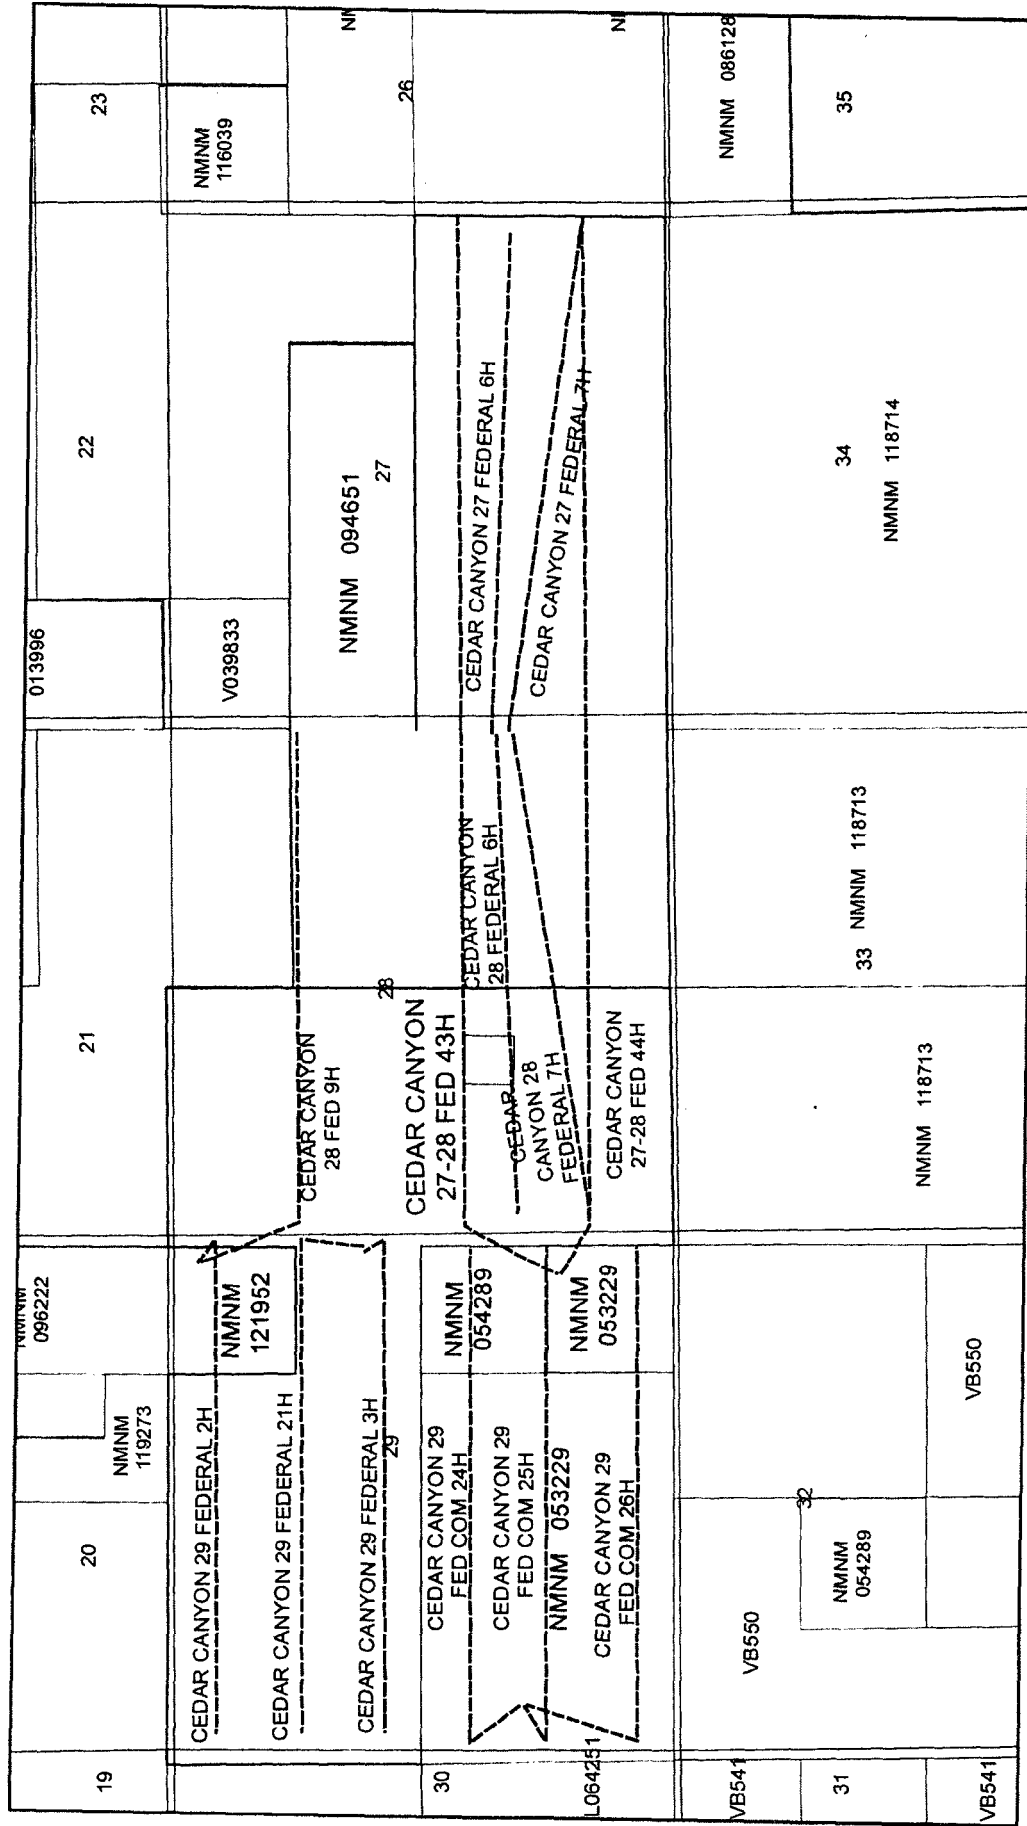 19
20
NMNM
119273
NMNM
096222
21
013996
22
23
CEDAR CANYON 29 FEDERAL 2H
CEDAR CANYON 29 FEDERAL 21H
CEDAR CANYON 29 FEDERAL 3H
29
NMNM
121952
CEDAR CANYON
28 FED 9H
28
V039833
NMNM 094651
27
NMNM
116039
26
30
L064251
CEDAR CANYON 29
FED COM 24H
CEDAR CANYON 29
FED COM 25H
NMNM 053229
CEDAR CANYON 29
FED COM 26H
NMNM
054289
NMNM
053229
CEDAR CANYON
27-28 FED 43H
CEDAR CANYON
28 FEDERAL 6H
CEDAR
CANYON 28
FEDERAL 7H
CEDAR CANYON
27-28 FED 44H
CEDAR CANYON 27 FEDERAL 6H
CEDAR CANYON 27 FEDERAL 7H
VB541
31
VB541
VB550
32
NMNM
054289
VB550
33 NMNM 118713
NMNM 118713
34
NMNM 118714
NMNM 086128
35